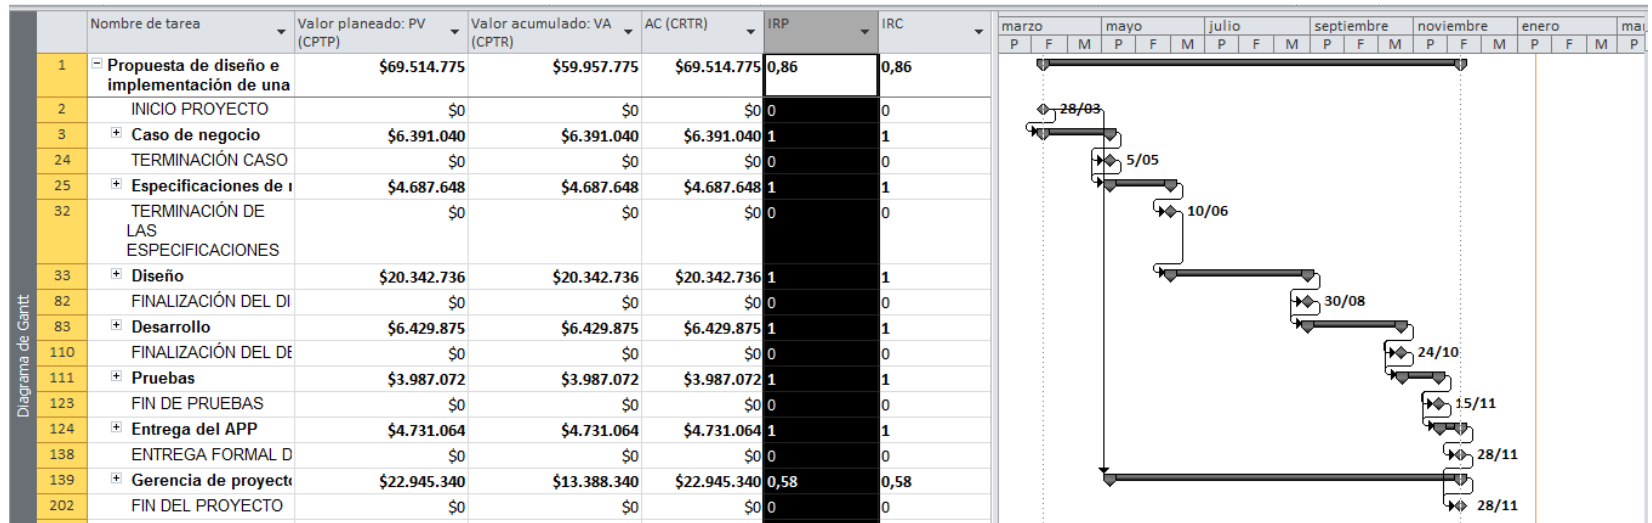 Nombre de tarea Valor planeado: PV Valor acumulado: VA AC (CRTR) IRP IRC
(CPTP) (CPTR)
marzo mayo julio septiembre noviembre enero
P F M P F M P F M P F M P F M P F M P
1 Propuesta de diseño e $69.514.775 $59.957.775 $69.514.775 0,86 0,86
implementación de una
2 INICIO PROYECTO $0 $0 $0 0 0 28/03
3 Caso de negocio $6.391.040 $6.391.040 $6.391.040 1 1
24 TERMINACIÓN CASO $0 $0 $0 0 0 5/05
25 Especificaciones de $4.687.648 $4.687.648 $4.687.648 1 1
32 TERMINACIÓN DE $0 $0 $0 0 0 10/06
LAS
ESPECIFICACIONES
33 Diseño $20.342.736 $20.342.736 $20.342.736 1 1
82 FINALIZACIÓN DEL DI $0 $0 $0 0 0 30/08
83 Desarrollo $6.429.875 $6.429.875 $6.429.875 1 1
110 FINALIZACIÓN DEL DE $0 $0 $0 0 0 24/10
111 Pruebas $3.987.072 $3.987.072 $3.987.072 1 1
123 FIN DE PRUEBAS $0 $0 $0 0 0 15/11
124 Entrega del APP $4.731.064 $4.731.064 $4.731.064 1 1
138 ENTREGA FORMAL D $0 $0 $0 0 0 28/11
139 Gerencia de proyect $22.945.340 $13.388.340 $22.945.340 0,58 0,58
202 FIN DEL PROYECTO $0 $0 $0 0 0 28/11
Diagrama de Gantt